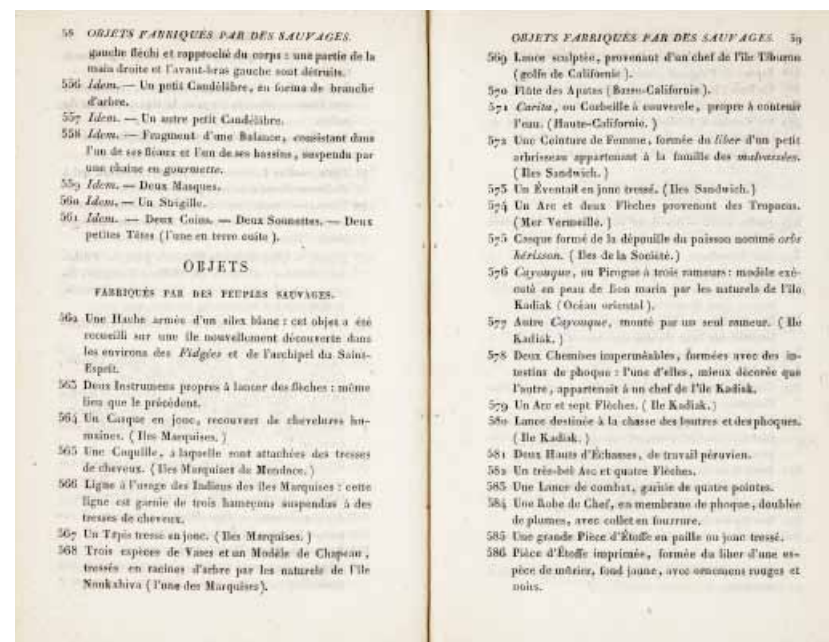 58 OBJETS FABRIQUÉS PAR DES SAUVAGES.
gauche fléchi et rapproché du corps : une partie de la
main droite et l'avant-bras gauche sont détruits.
556 Idem. — Un petit Candélâbre, en forme de branche
d'arbre.
557 Idem. — Un autre petit Candélâbre.
558 Idem. — Fragment d'une Balance, consistant dans
l'un de ses fléaux et l'un de ses bassins, suspendu par
une chaîne en gourmette.
559 Idem. — Deux Masques.
560 Idem. — Un Strigille.
561 Idem. — Deux Coins. — Deux Sonnettes. — Deux
petites Têtes (l'une en terre cuite).
OBJETS
FABRIQUÉS PAR DES PEUPLES SAUVAGES.
562 Une Hache armée d'un silex blanc : cet objet a été
recueilli sur une île nouvellement découverte dans
les environs des Fidgées et de l'archipel du Saint-
Esprit.
563 Deux Instrumens propres à lancer des flèches : même
lieu que le précédent.
564 Un Casque en jonc, recouvert de chevelures hu-
maines. (Iles Marquises.)
565 Une Coquille, à laquelle sont attachées des tresses
de cheveux. (Iles Marquises de Mendoce.)
566 Ligne à l'usage des Indiens des îles Marquises : cette
ligne est garnie de trois hameçons suspendus à des
tresses de cheveux.
567 Un Tapis tressé en jonc. (Iles Marquises.)
568 Trois espèces de Vases et un Modèle de Chapeau,
tressés en racines d'arbre par les naturels de l'île
Noukahiva (l'une des Marquises).
OBJETS FABRIQUÉS PAR DES SAUVAGES. 59
569 Lance sculptée, provenant d'un chef de l'île Tiburon
(golfe de Californie).
570 Flûte des Apates (Basse-Californie).
571 Carita, ou Corbeille à couvercle, propre à contenir
l'eau. (Haute-Californie.)
572 Une Ceinture de Femme, formée du liber d'un petit
arbrisseau appartenant à la famille des malvassées.
(Iles Sandwich.)
573 Un Éventail en jonc tressé. (Iles Sandwich.)
574 Un Arc et deux Flèches provenant des Tropacas.
(Mer Vermeille.)
575 Casque formé de la dépouille du poisson nommé orbe
hérisson. (Iles de la Société.)
576 Cayouque, ou Pirogue à trois rameurs : modèle exé-
cuté en peau de lion marin par les naturels de l'île
Kadiak (Océan oriental).
577 Autre Cayouque, monté par un seul rameur. (Ile
Kadiak.)
578 Deux Chemises imperméables, formées avec des in-
testins de phoque : l'une d'elles, mieux décorée que
l'autre, appartenait à un chef de l'île Kadiak.
579 Un Arc et sept Flèches. (Ile Kadiak.)
580 Lance destinée à la chasse des loutres et des phoques.
(Ile Kadiak.)
581 Deux Hauts d'Échasses, de travail péruvien.
582 Un très-bel Arc et quatre Flèches.
583 Une Lance de combat, garnie de quatre pointes.
584 Une Robe de Chef, en membrane de phoque, doublée
de plumes, avec collet en fourrure.
585 Une grande Pièce d'Étoffe en paille ou jonc tressé.
586 Pièce d'Étoffe imprimée, formée du liber d'une es-
pèce de mûrier, fond jaune, avec ornemens rouges et
noirs.